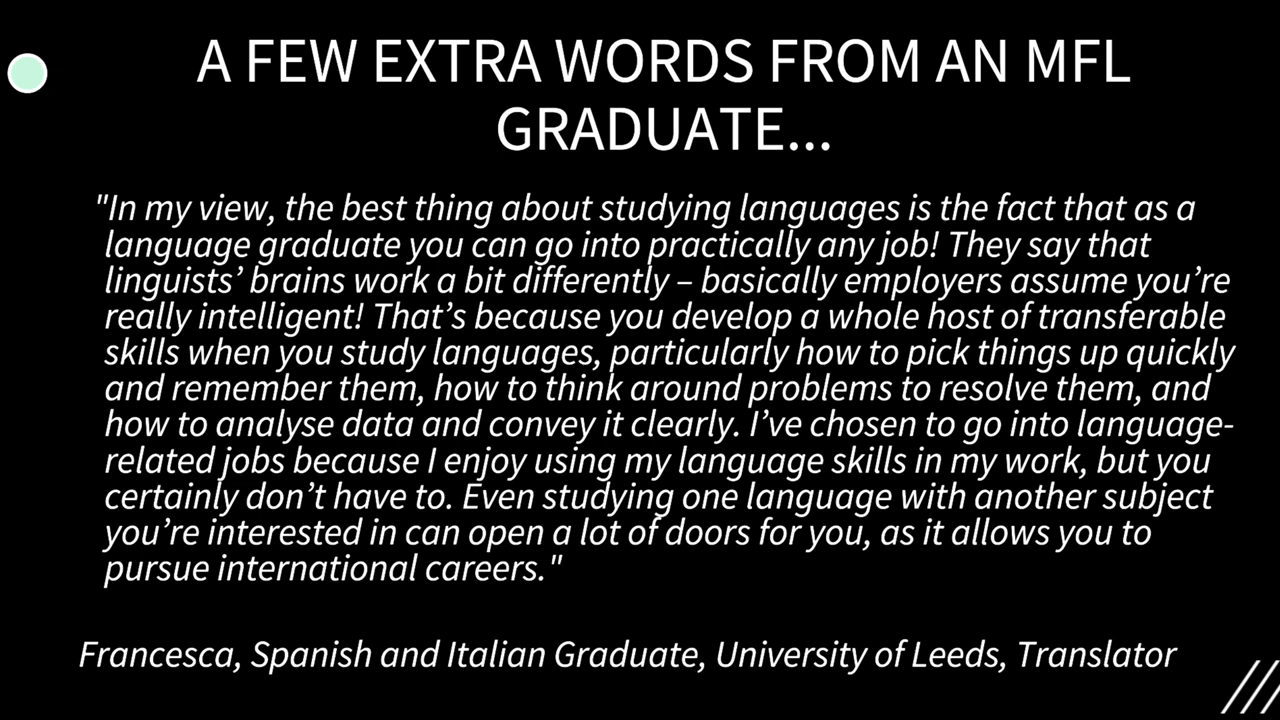 A FEW EXTRA WORDS FROM AN MFL
GRADUATE...
"In my view, the best thing about studying languages is the fact that as a
language graduate you can go into practically any job! They say that
linguists’ brains work a bit differently – basically employers assume you’re
really intelligent! That’s because you develop a whole host of transferable
skills when you study languages, particularly how to pick things up quickly
and remember them, how to think around problems to resolve them, and
how to analyse data and convey it clearly. I’ve chosen to go into language-
related jobs because I enjoy using my language skills in my work, but you
certainly don’t have to. Even studying one language with another subject
you’re interested in can open a lot of doors for you, as it allows you to
pursue international careers."
Francesca, Spanish and Italian Graduate, University of Leeds, Translator